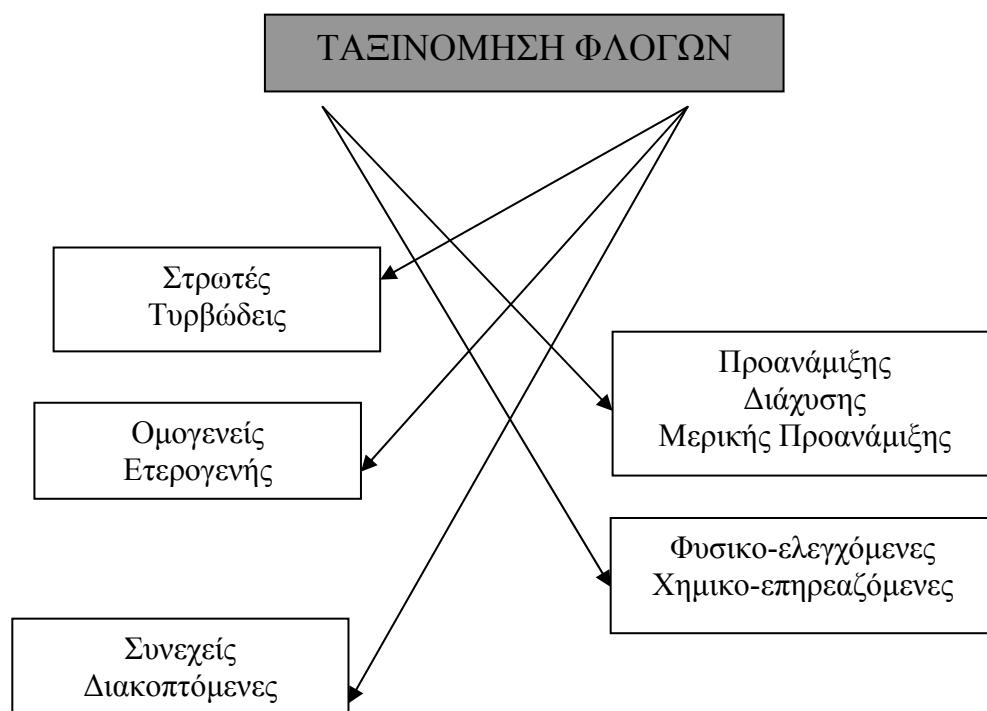 ΤΑΞΙΝΟΜΗΣΗ ΦΛΟΓΩΝ
Στρωτές
Τυρβώδεις
Προανάμιξης
Διάχυσης
Μερικής Προανάμιξης
Ομογενείς
Ετερογενής
Φυσικο-ελεγχόμενες
Χημικο-επηρεαζόμενες
Συνεχείς
Διακοπτόμενες